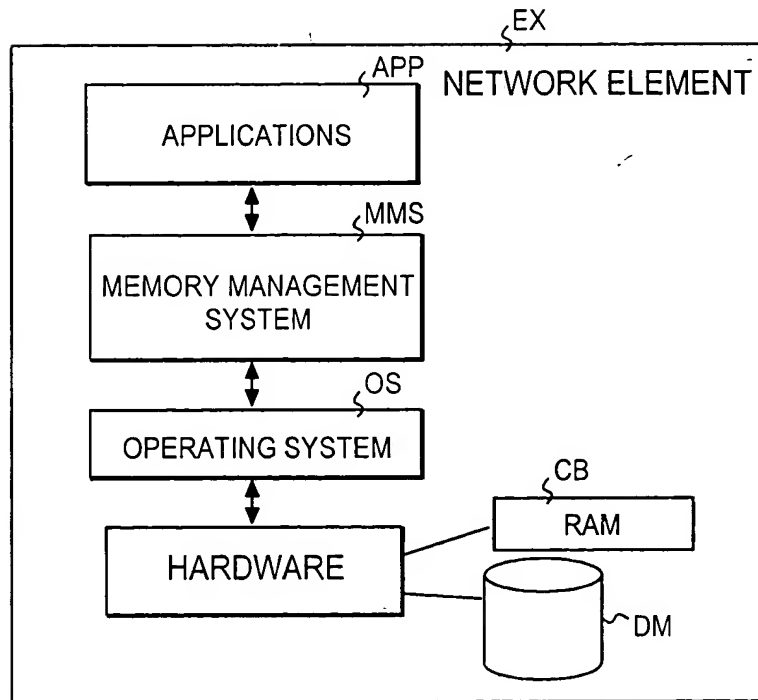 EX
NETWORK ELEMENT
APP
APPLICATIONS
MMS
MEMORY MANAGEMENT
SYSTEM
OS
OPERATING SYSTEM
CB
RAM
HARDWARE
DM